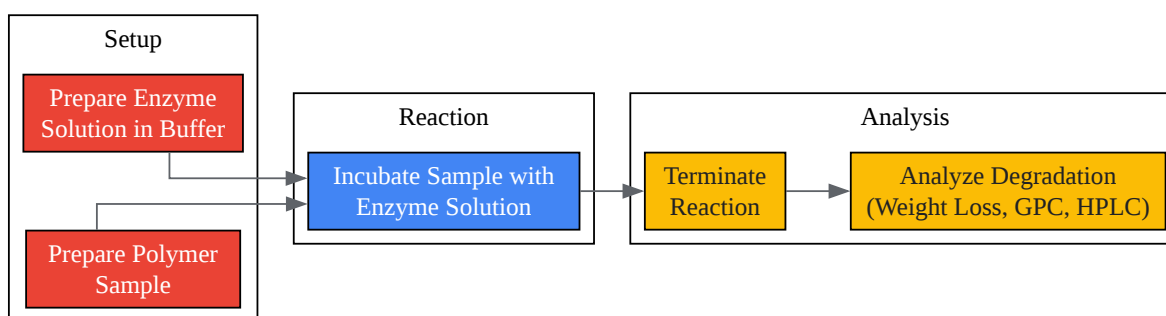 Setup
Prepare Enzyme
Solution in Buffer
Prepare Polymer
Sample
Reaction
Incubate Sample with
Enzyme Solution
Analysis
Terminate
Reaction
Analyze Degradation
(Weight Loss, GPC, HPLC)